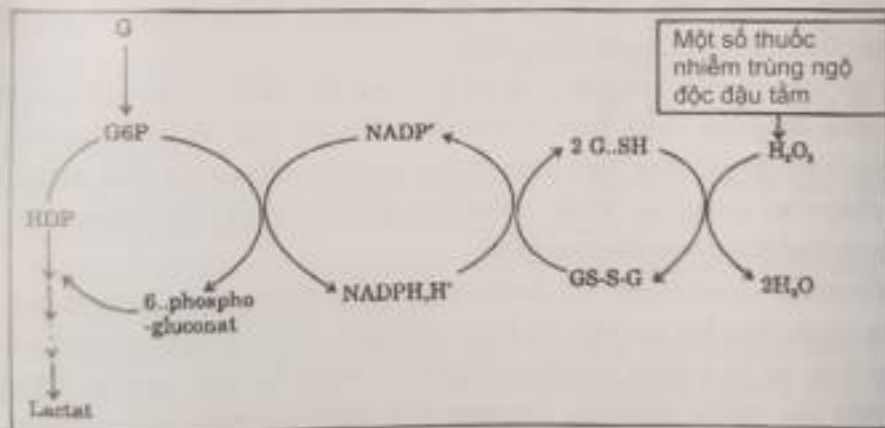 G
Một số thuốc
nhiễm trùng ngộ
độc đậu tằm
G6P
NADP⁺
2 G..SH
H₂O₂
HDP
6..phospho
-gluconat
NADPH,H⁺
GS-S-G
2H₂O
Lactat